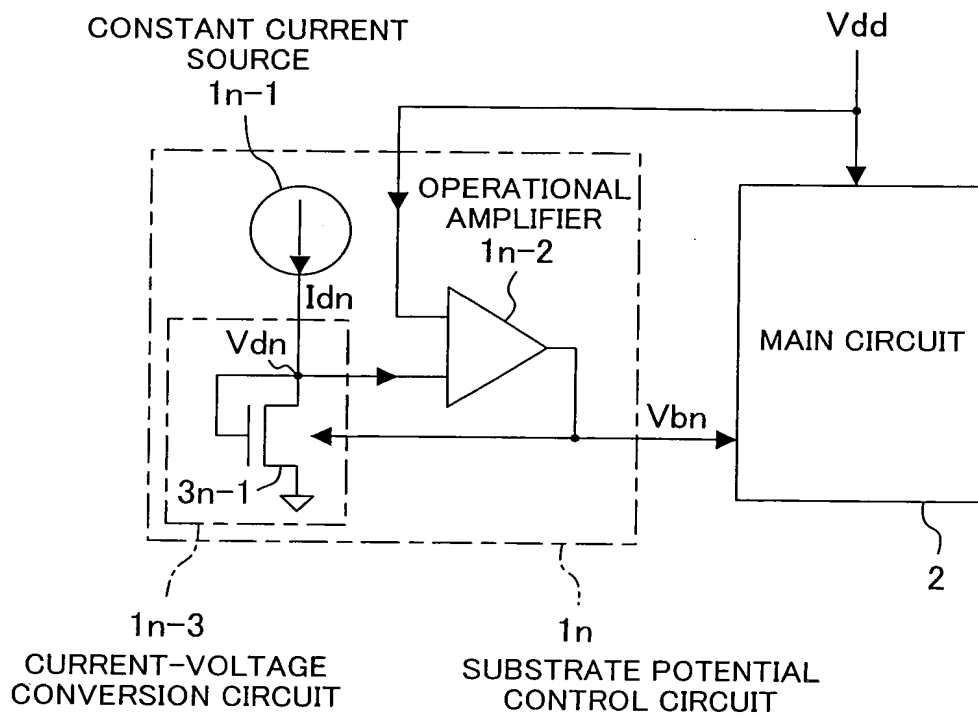 CONSTANT CURRENT
SOURCE
1n-1
Vdd
OPERATIONAL
AMPLIFIER
1n-2
Idn
Vdn
MAIN CIRCUIT
Vbn
3n-1
2
1n-3
CURRENT-VOLTAGE
CONVERSION CIRCUIT
1n
SUBSTRATE POTENTIAL
CONTROL CIRCUIT